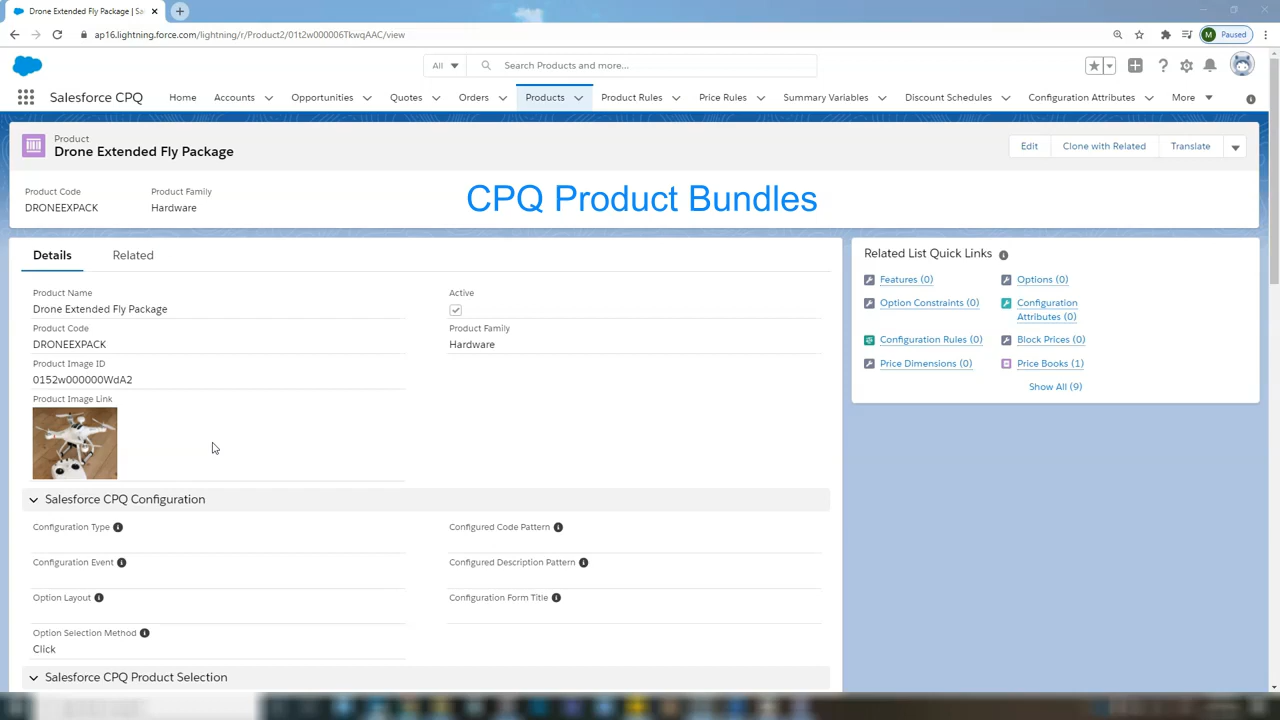 Drone Extended Fly Package | Sa
ap16.lightning.force.com/lightning/r/Product2/01t2w000006TkwqAAC/view
M Paused
All Search Products and more...
Salesforce CPQ Home Accounts Opportunities Quotes Orders Products Product Rules Price Rules Summary Variables Discount Schedules Configuration Attributes More
Product
Drone Extended Fly Package
Edit Clone with Related Translate
Product Code Product Family
DRONEEXPACK Hardware
CPQ Product Bundles
Details Related
Product Name Active
Drone Extended Fly Package
Product Code Product Family
DRONEEXPACK Hardware
Product Image ID
0152w000000WdA2
Product Image Link
Salesforce CPQ Configuration
Configuration Type Configured Code Pattern
Configuration Event Configured Description Pattern
Option Layout Configuration Form Title
Option Selection Method
Click
Salesforce CPQ Product Selection
Related List Quick Links
Features (0) Options (0)
Option Constraints (0) Configuration
Attributes (0)
Configuration Rules (0) Block Prices (0)
Price Dimensions (0) Price Books (1)
Show All (9)